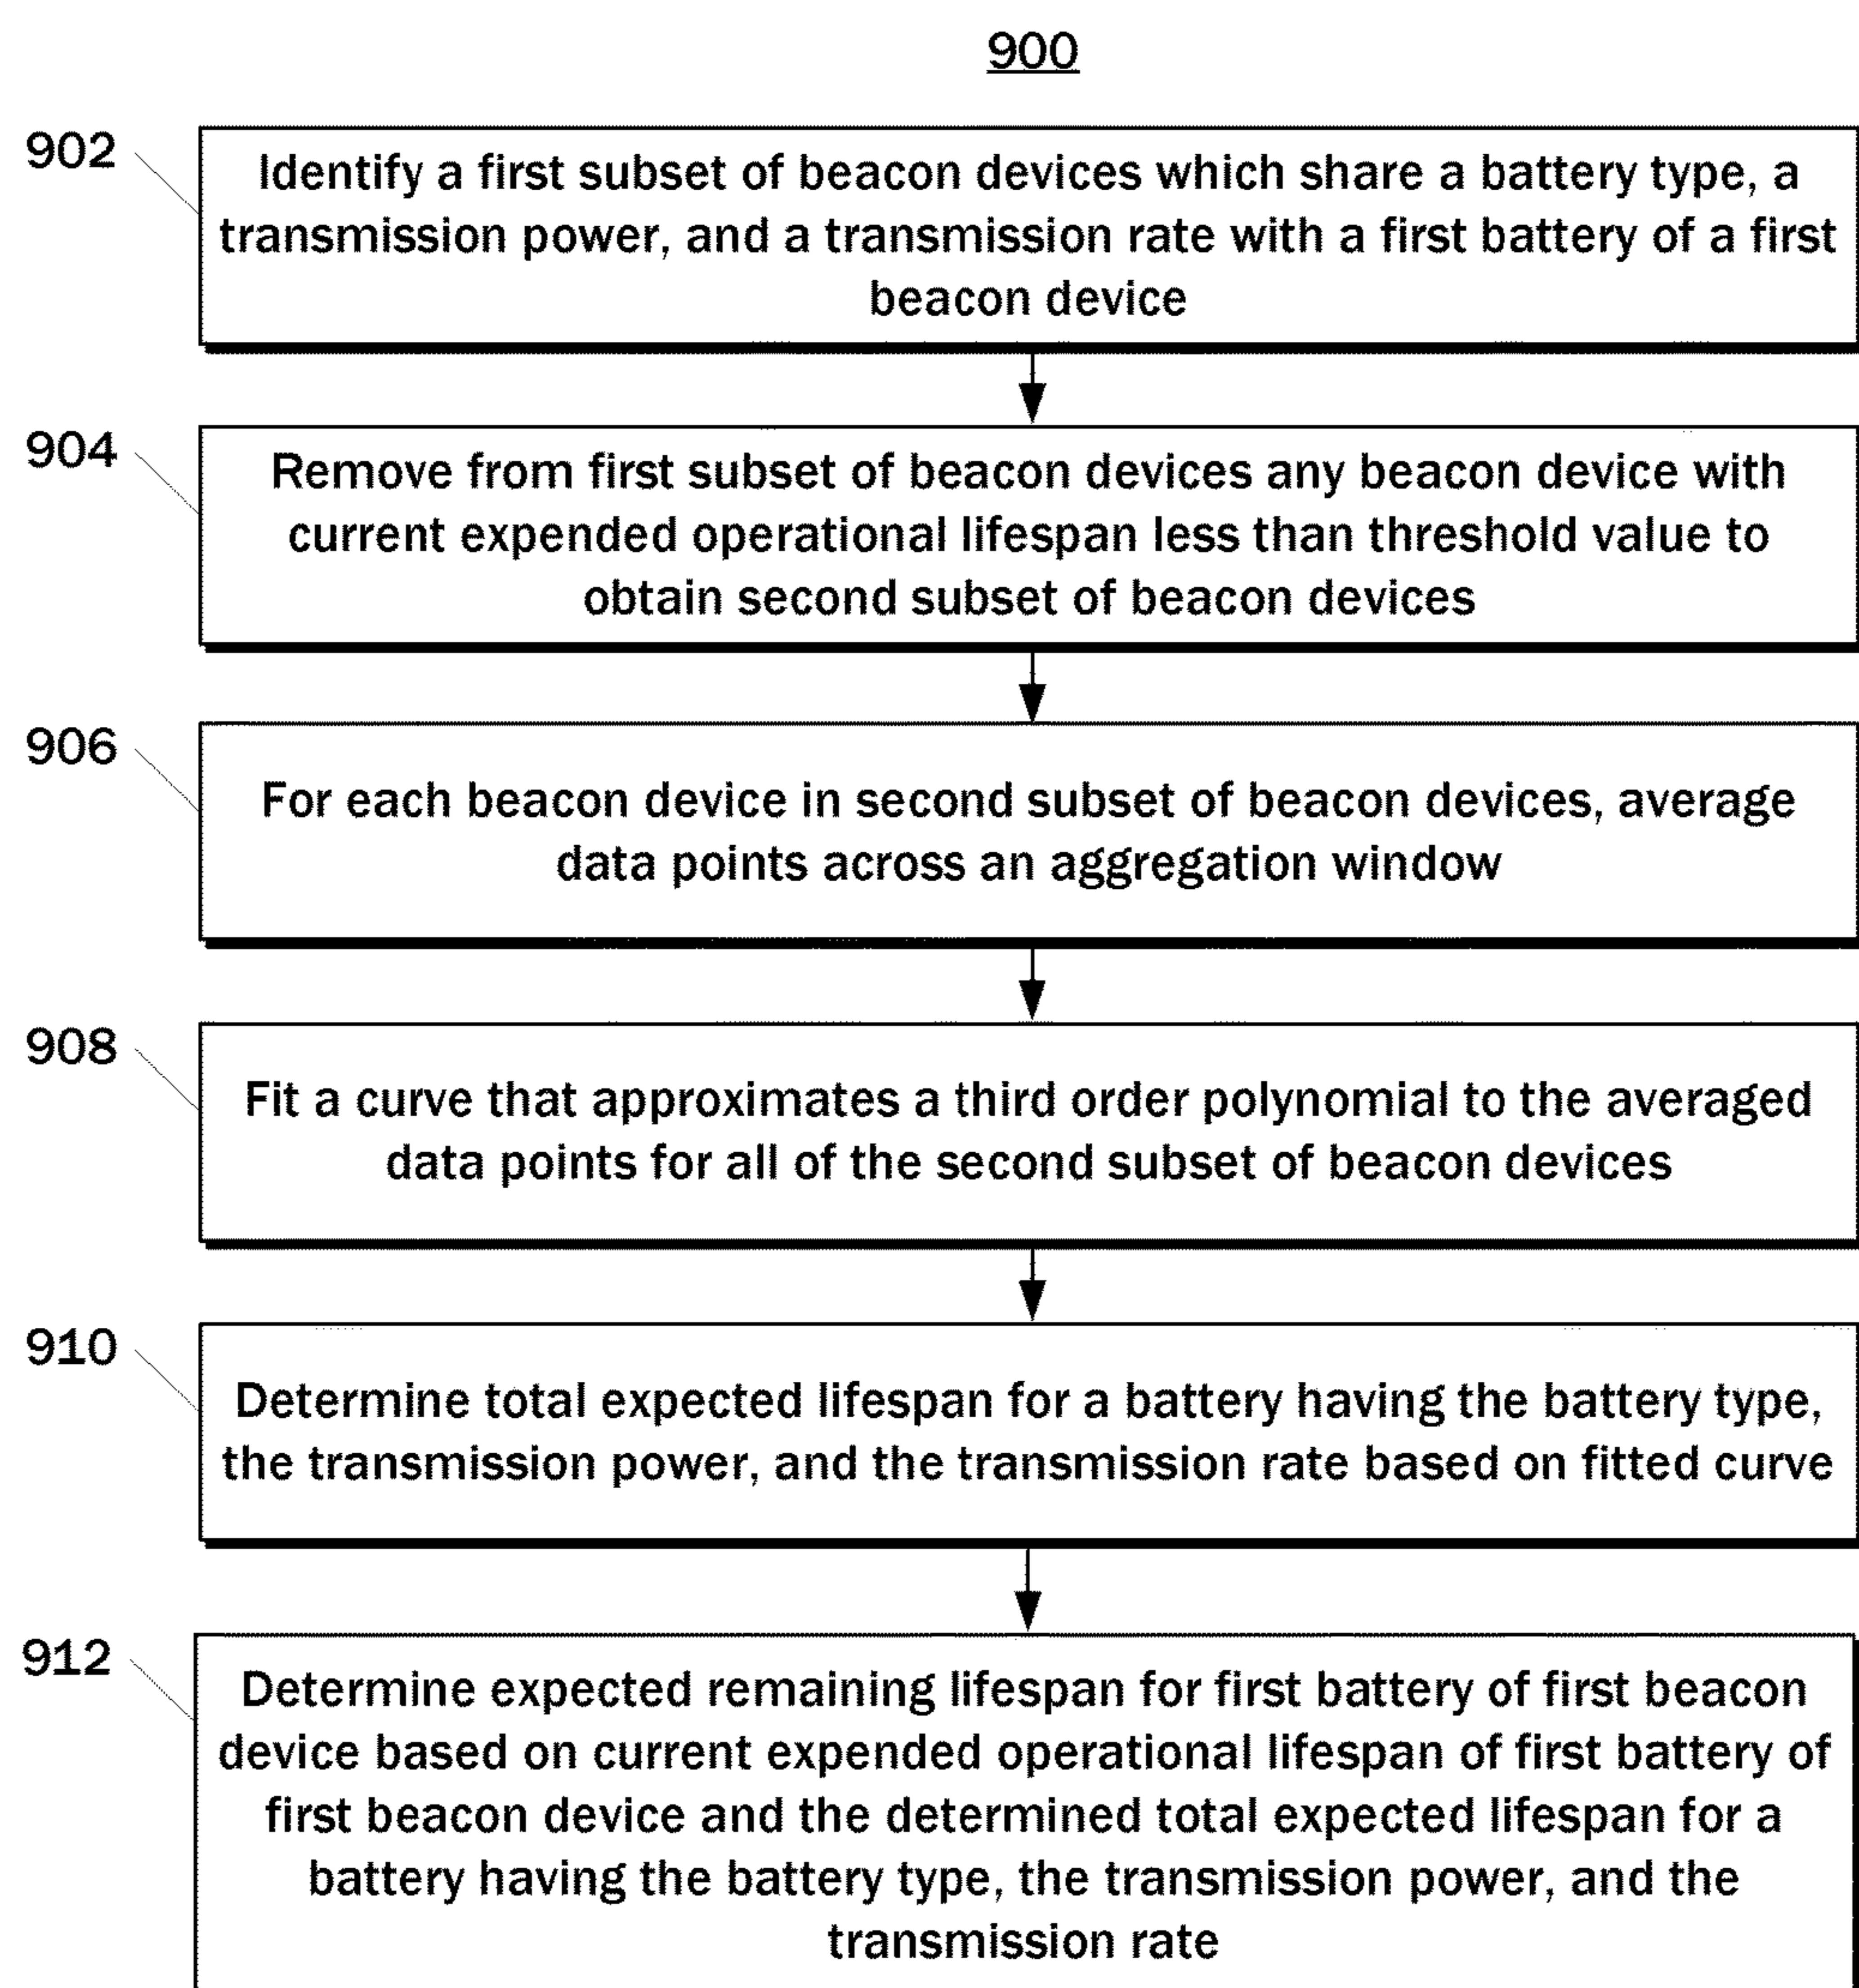 900
902
Identify a first subset of beacon devices which share a battery type, a
transmission power, and a transmission rate with a first battery of a first
beacon device
904
Remove from first subset of beacon devices any beacon device with
current expended operational lifespan less than threshold value to
obtain second subset of beacon devices
906
For each beacon device in second subset of beacon devices, average
data points across an aggregation window
908
Fit a curve that approximates a third order polynomial to the averaged
data points for all of the second subset of beacon devices
910
Determine total expected lifespan for a battery having the battery type,
the transmission power, and the transmission rate based on fitted curve
912
Determine expected remaining lifespan for first battery of first beacon
device based on current expended operational lifespan of first battery of
first beacon device and the determined total expected lifespan for a
battery having the battery type, the transmission power, and the
transmission rate